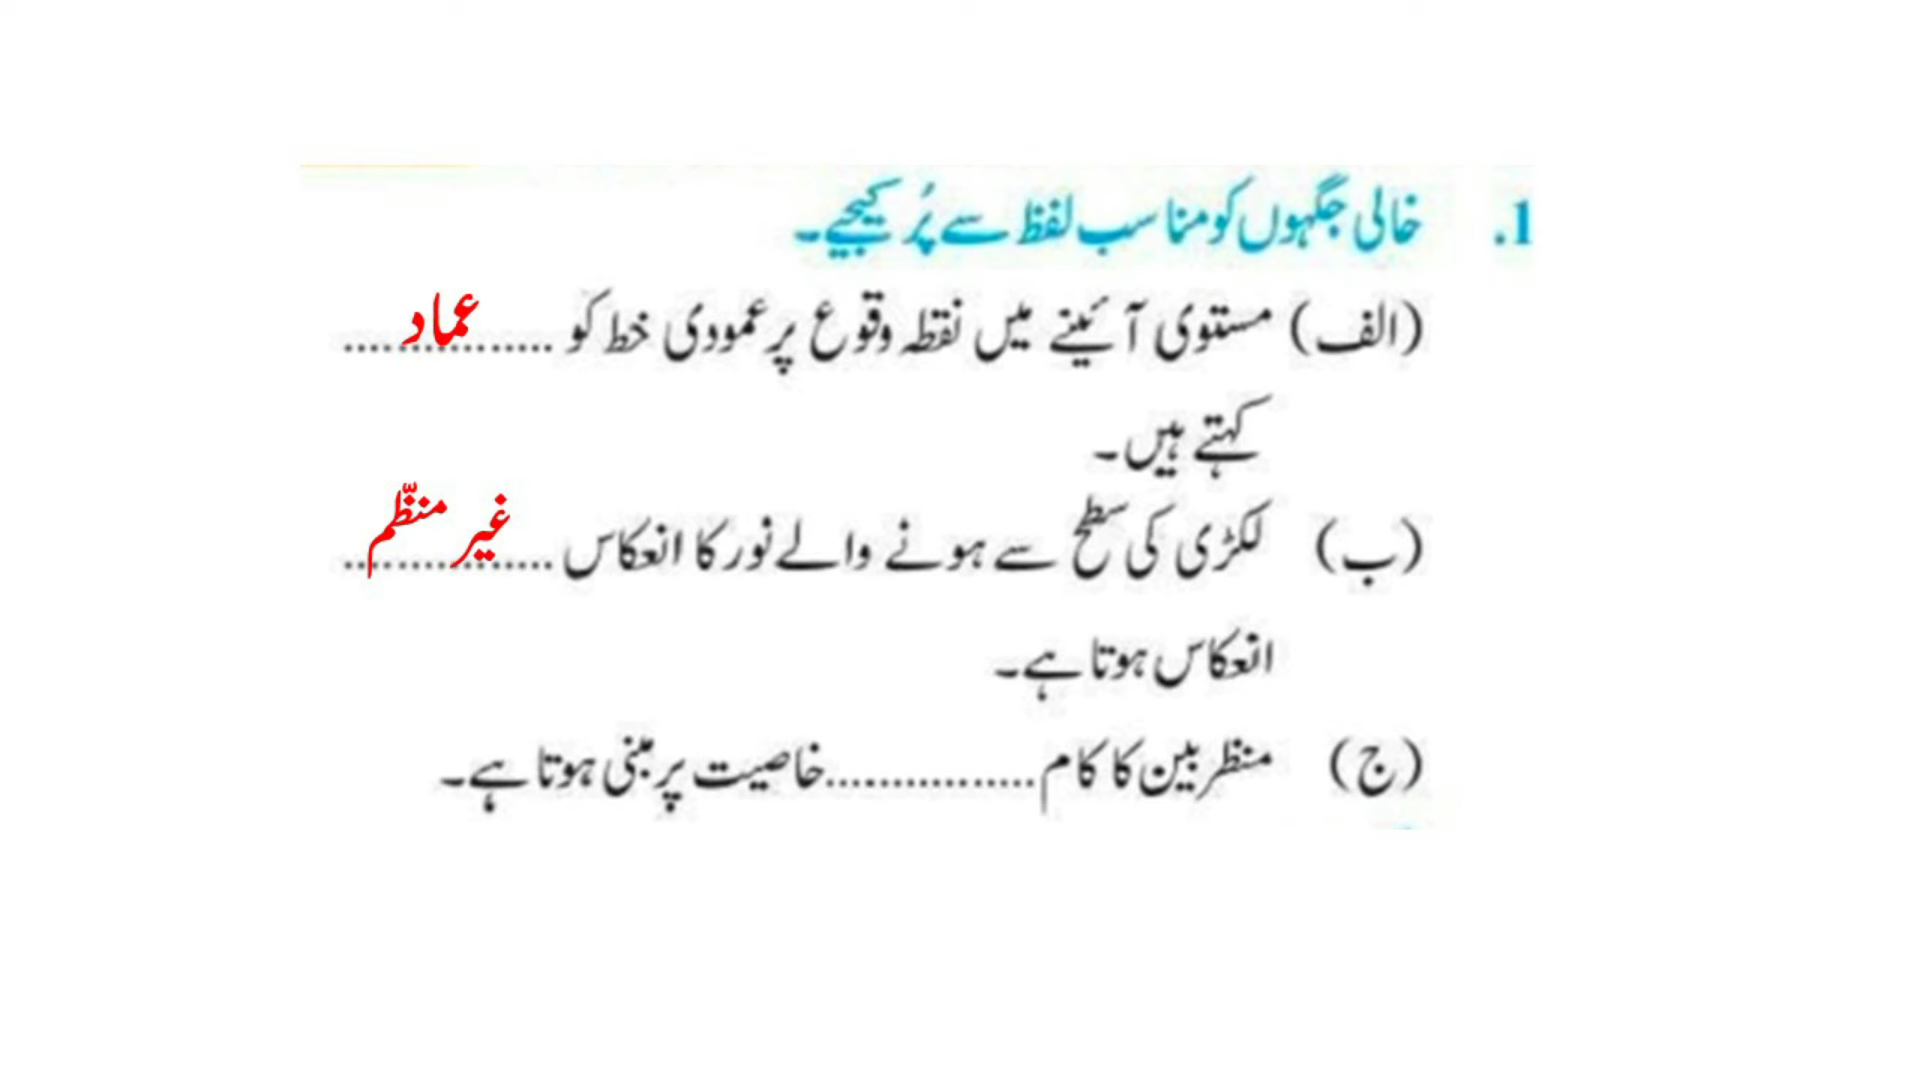 1. خالی جگہوں کو مناسب لفظ سے پُر کیجیے۔
(الف) مستوی آئینے میں نقطہ وقوع پر عمودی خط کو ......عماد......
کہتے ہیں۔
(ب) لکڑی کی سطح سے ہونے والے نور کا انعکاس ......غیر منظّم......
انعکاس ہوتا ہے۔
(ج) منظر بین کا کام ................خاصیت پر مبنی ہوتا ہے۔